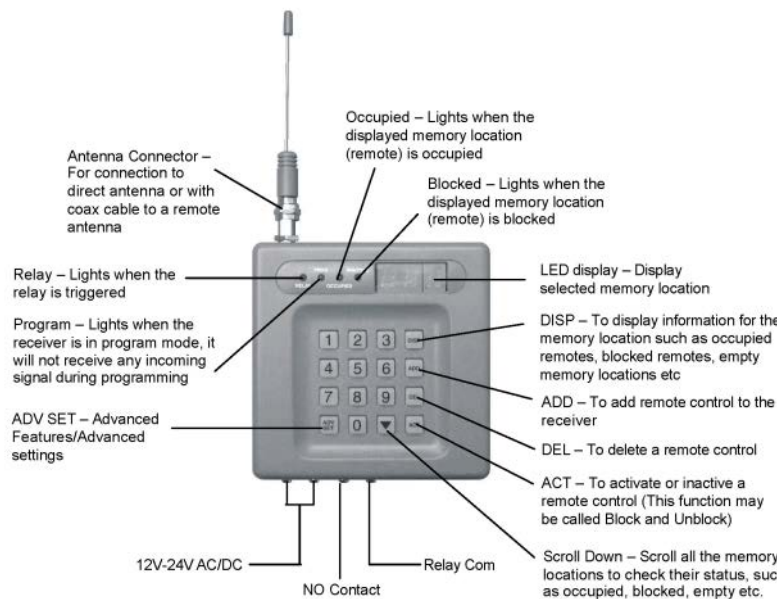 Occupied – Lights when the
displayed memory location
(remote) is occupied
Antenna Connector –
For connection to
direct antenna or with
coax cable to a remote
antenna
Blocked – Lights when the
displayed memory location
(remote) is blocked
Relay – Lights when the
relay is triggered
LED display – Display
selected memory location
Program – Lights when the
receiver is in program mode, it
will not receive any incoming
signal during programming
DISP – To display information for the
memory location such as occupied
remotes, blocked remotes, empty
memory locations etc
ADD – To add remote control to the
receiver
ADV SET – Advanced
Features/Advanced
settings
DEL – To delete a remote control
ACT – To activate or inactive a
remote control (This function may
be called Block and Unblock)
Scroll Down – Scroll all the memory
locations to check their status, such
as occupied, blocked, empty etc.
12V-24V AC/DC
NO Contact
Relay Com
OCCUPIED
1 2 3
4 5 6 ADD
7 8 9
ADV
SET 0